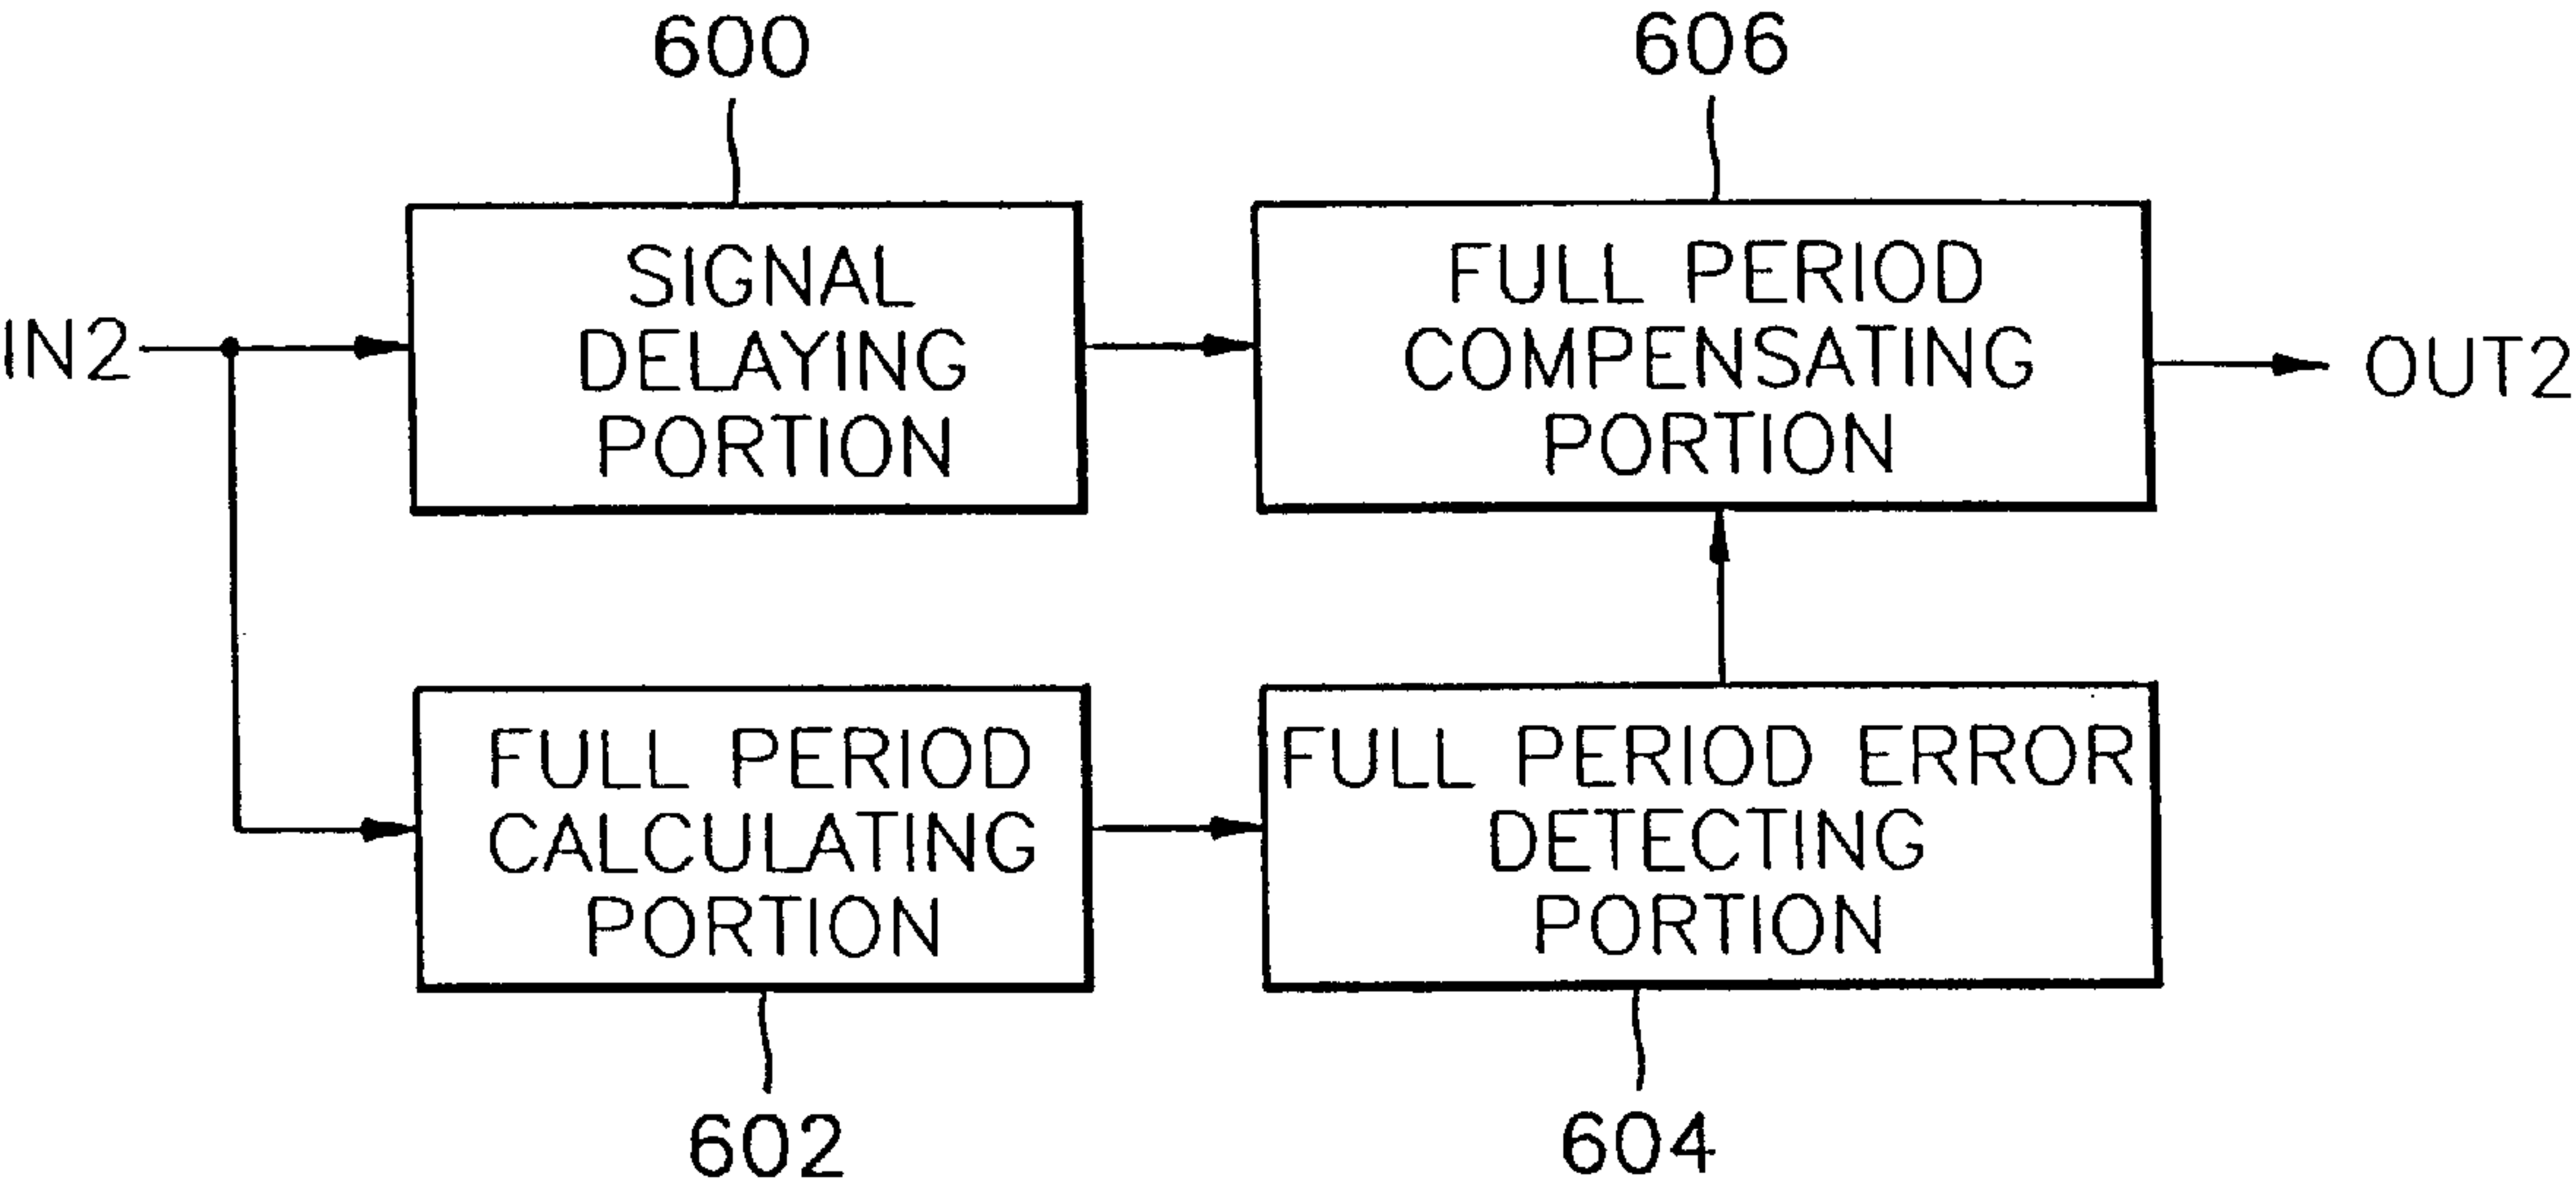 600
606
SIGNAL
DELAYING
PORTION
FULL PERIOD
COMPENSATING
PORTION
IN2
OUT2
FULL PERIOD
CALCULATING
PORTION
FULL PERIOD ERROR
DETECTING
PORTION
602
604